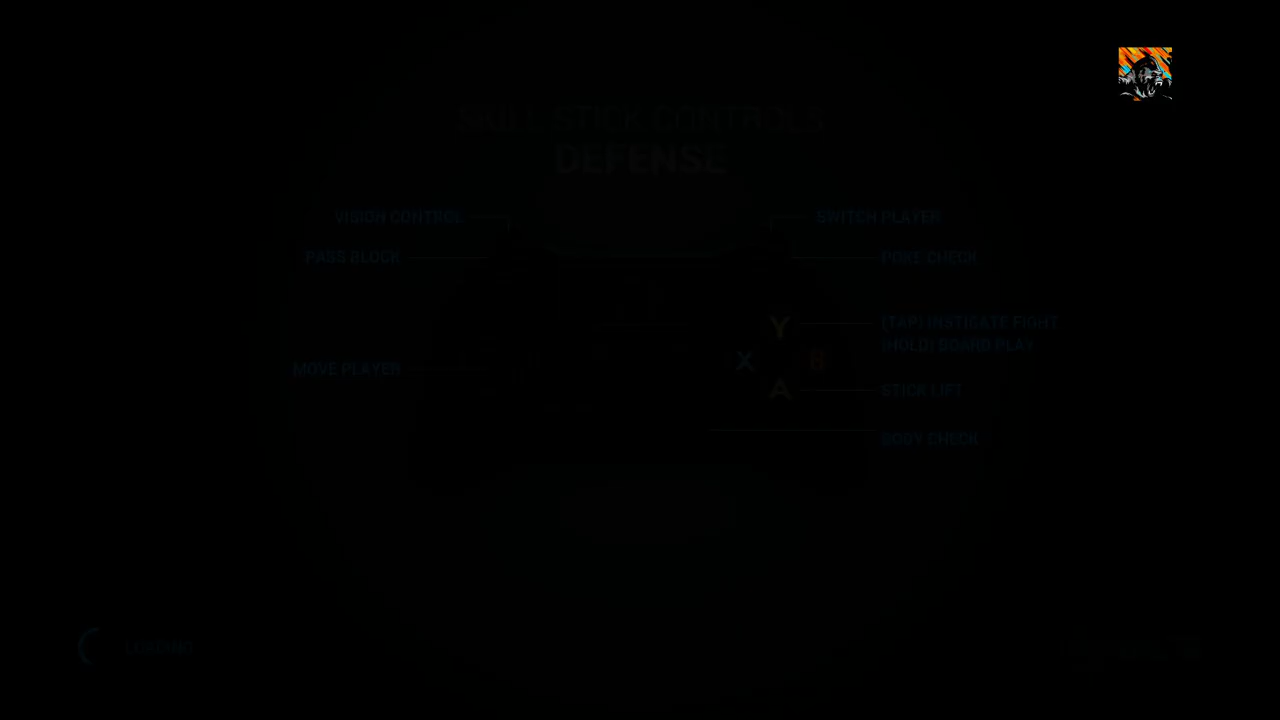 SKILL STICK CONTROLS
DEFENSE
VISION CONTROL
SWITCH PLAYER
PASS BLOCK
POKE CHECK
Y
(TAP) INSTIGATE FIGHT
(HOLD) BOARD PLAY
X
B
MOVE PLAYER
A
STICK LIFT
BODY CHECK
LOADING